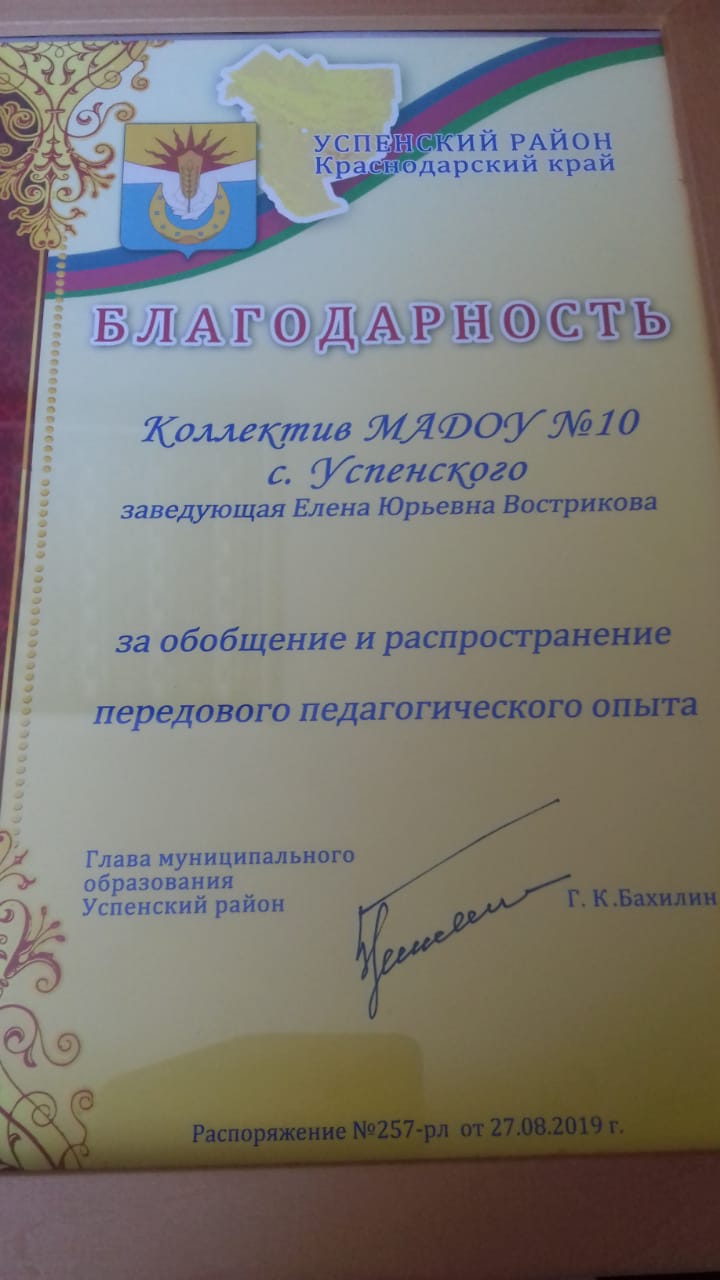 УСПЕНСКИЙ РАЙОН
Краснодарский край
БЛАГОДАРНОСТЬ
Коллектив МАДОУ №10
с. Успенского
заведующая Елена Юрьевна Вострикова
за обобщение и распространение
передового педагогического опыта
Глава муниципального
образования
Успенский район
Г. К.Бахилин
Распоряжение №257-рл от 27.08.2019 г.